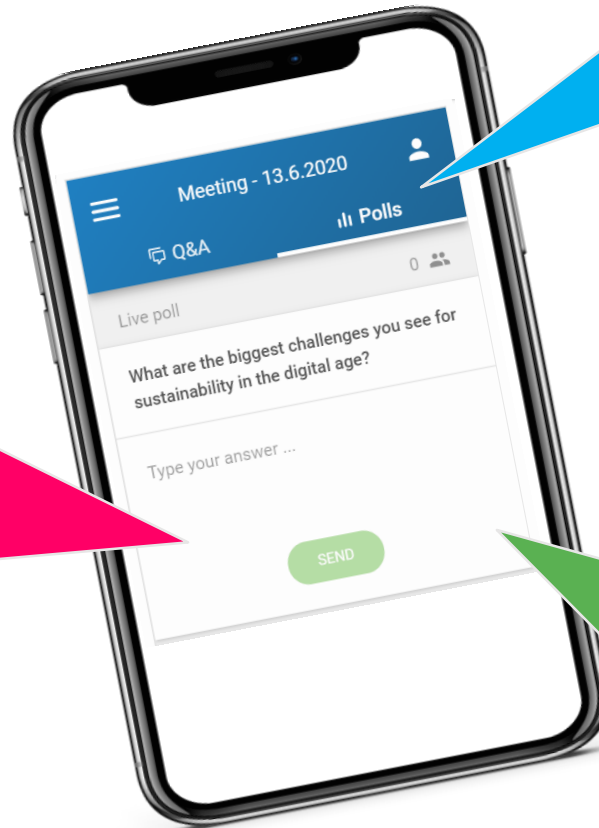 Meeting - 13.6.2020
Q&A
Polls
Live poll
0
What are the biggest challenges you see for
sustainability in the digital age?
Type your answer ...
SEND